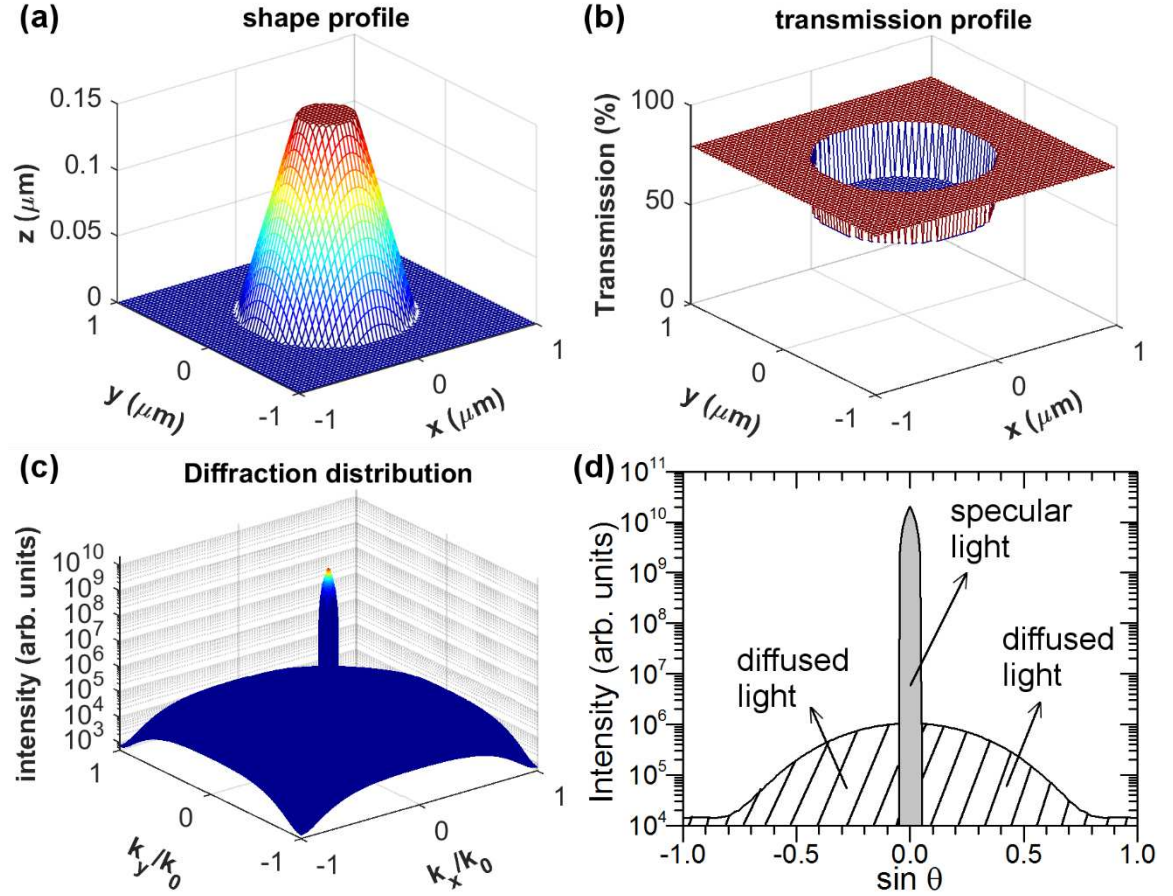 (a)
shape profile
z (μm)
0.15
0.1
0.05
0
1
0
-1
y (μm)
-1
0
1
x (μm)
(b)
transmission profile
Transmission (%)
100
50
0
1
0
-1
y (μm)
-1
0
1
x (μm)
(c)
Diffraction distribution
intensity (arb. units)
10^10
10^9
10^8
10^7
10^6
10^5
10^4
10^3
1
0
-1
k_y/k_0
-1
0
1
k_x/k_0
(d)
Intensity (arb. units)
10^11
10^10
10^9
10^8
10^7
10^6
10^5
10^4
specular
light
diffused
light
diffused
light
-1.0
-0.5
0.0
0.5
1.0
sin θ